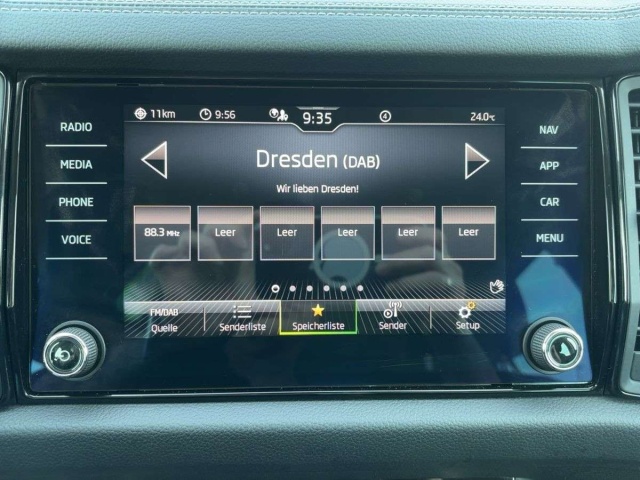 RADIO
MEDIA
PHONE
VOICE
11km
9:56
9:35
4
24.0°C
Dresden (DAB)
Wir lieben Dresden!
88.3 MHz
Leer
Leer
Leer
Leer
Leer
FM/DAB
Quelle
Senderliste
Speicherliste
Sender
Setup
NAV
APP
CAR
MENU